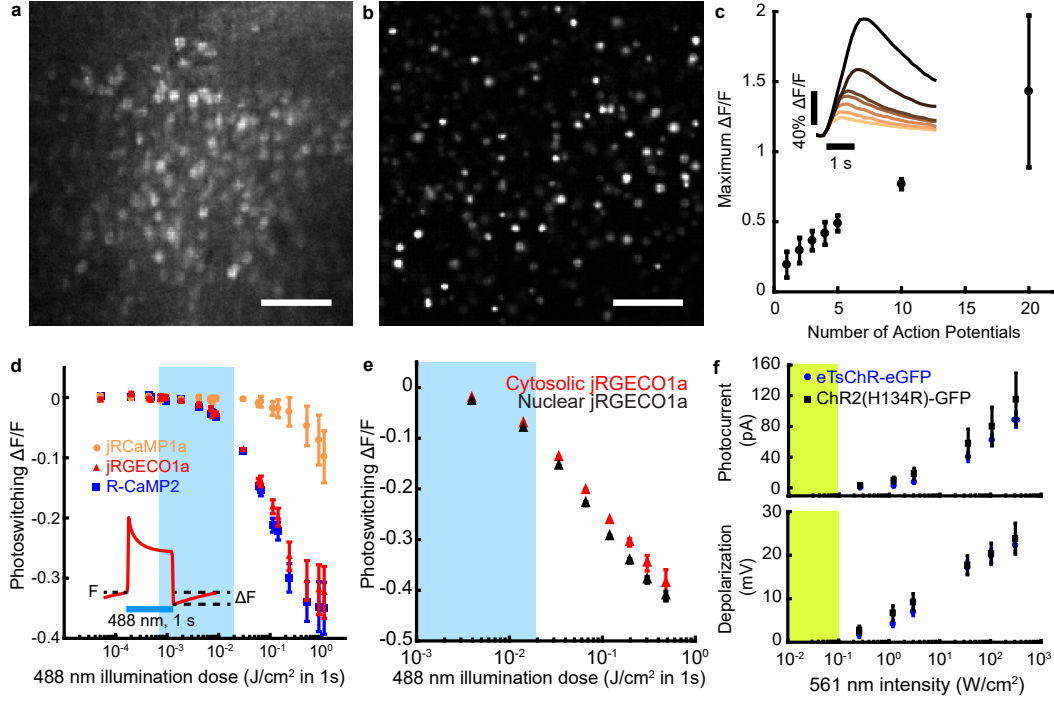 a
b
c
2
1.5
1
0.5
0
Maximum ΔF/F
40% ΔF/F
1 s
0
5
10
15
20
Number of Action Potentials
d
0
-0.1
-0.2
-0.3
-0.4
Photoswitching ΔF/F
jRCaMP1a
jRGECO1a
R-CaMP2
F
ΔF
488 nm, 1 s
10⁻⁴
10⁻³
10⁻²
10⁻¹
10⁰
488 nm illumination dose (J/cm² in 1s)
e
0
-0.1
-0.2
-0.3
-0.4
-0.5
Photoswitching ΔF/F
Cytosolic jRGECO1a
Nuclear jRGECO1a
10⁻³
10⁻²
10⁻¹
10⁰
488 nm illumination dose (J/cm² in 1s)
f
160
120
80
40
0
Photocurrent
(pA)
eTsChR-eGFP
ChR2(H134R)-GFP
30
20
10
0
Depolarization
(mV)
10⁻²
10⁻¹
10⁰
10¹
10²
10³
561 nm intensity (W/cm²)